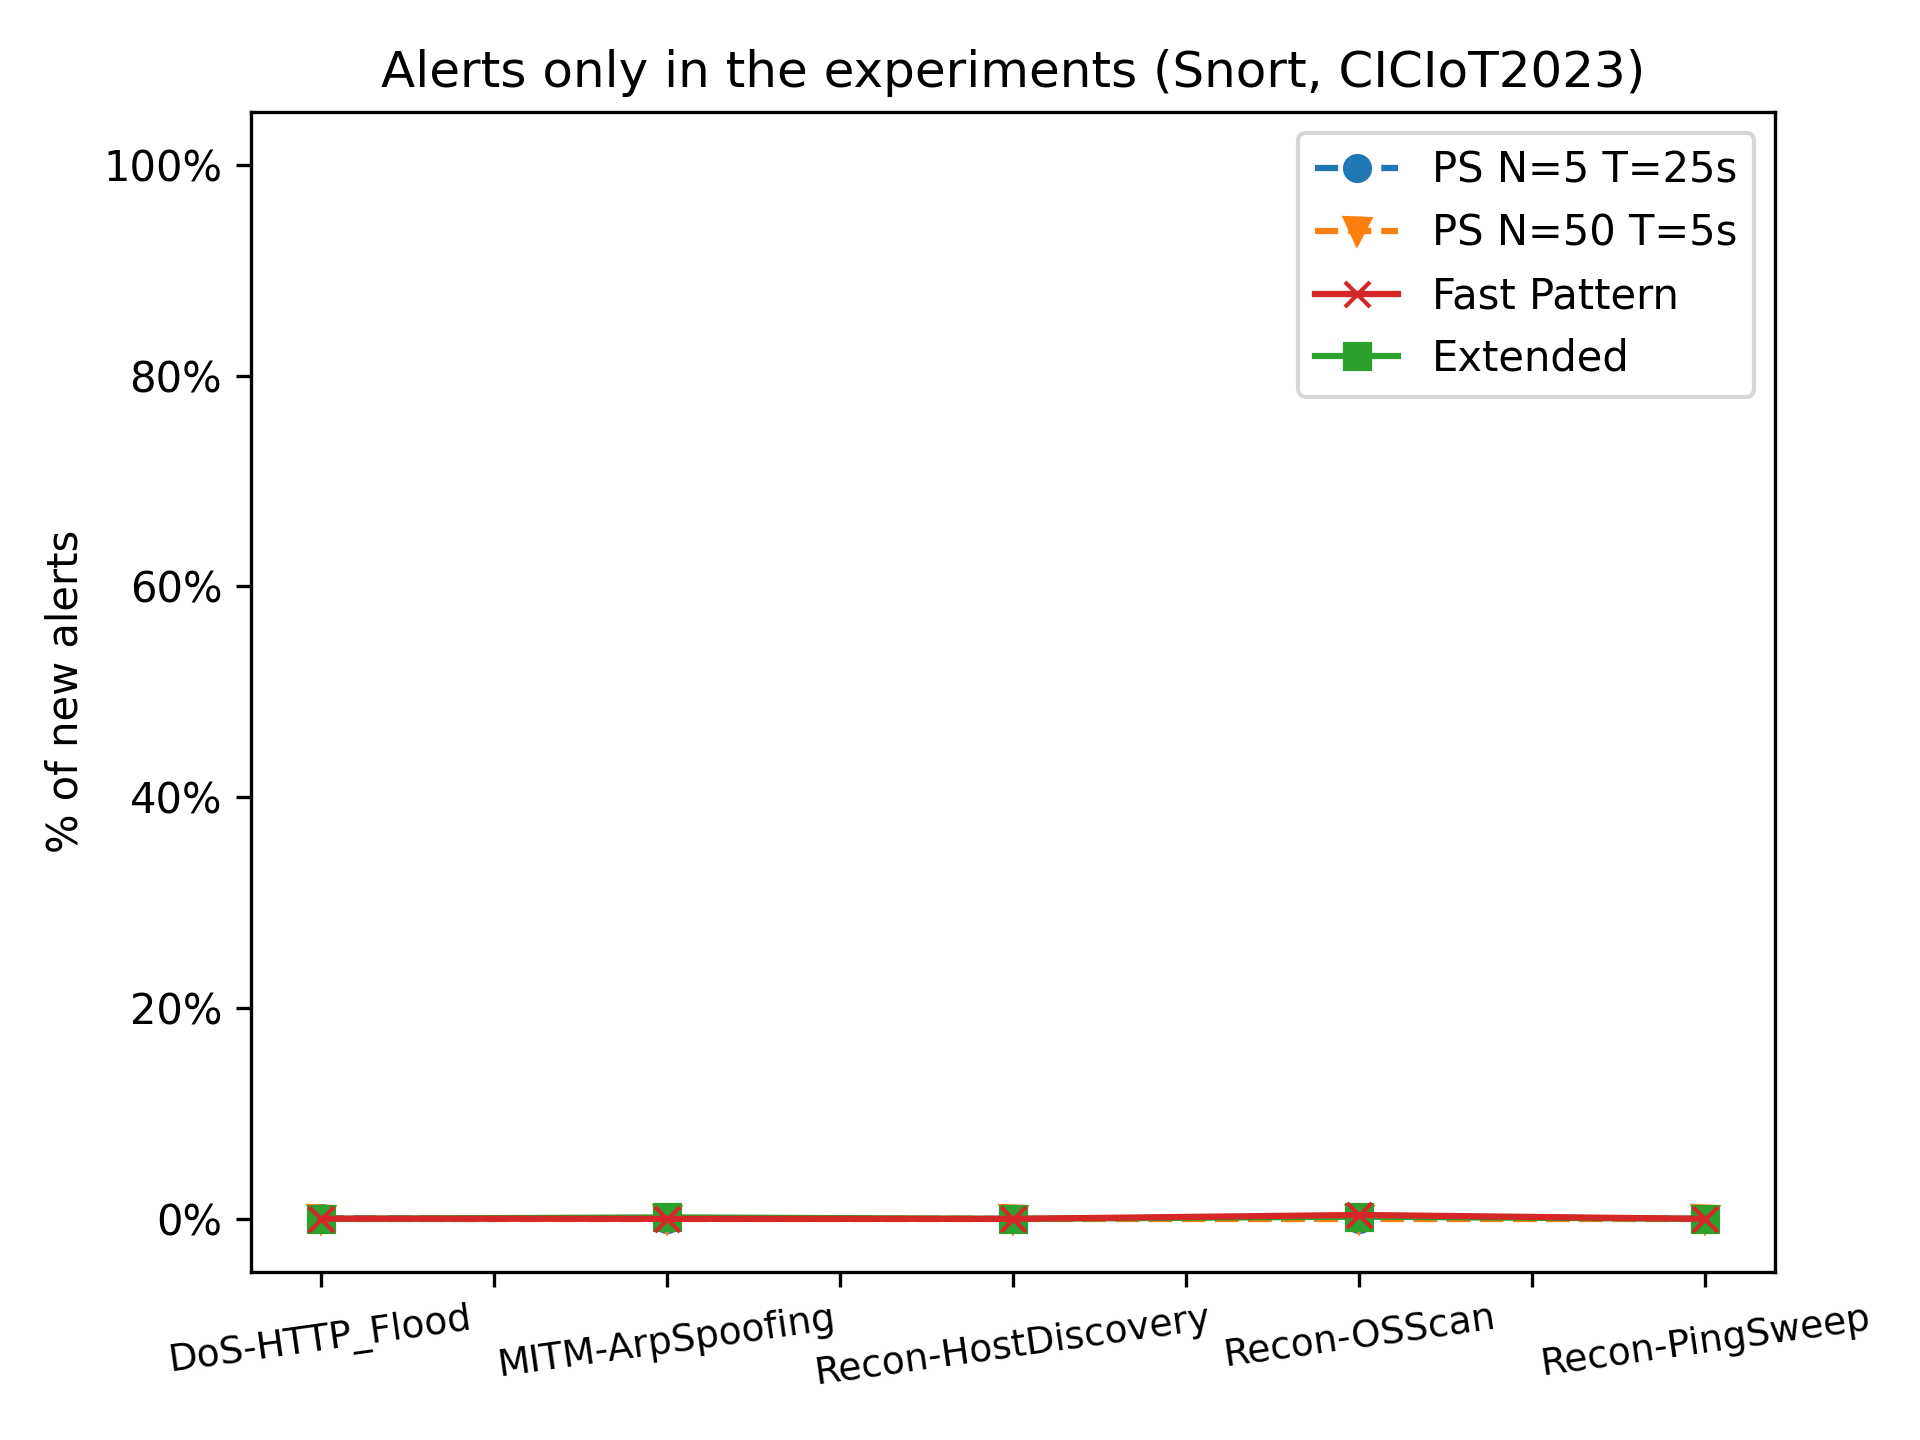 Alerts only in the experiments (Snort, CICIoT2023)
PS N=5 T=25s
PS N=50 T=5s
Fast Pattern
Extended
% of new alerts
100%
80%
60%
40%
20%
0%
DoS-HTTP_Flood
MITM-ArpSpoofing
Recon-HostDiscovery
Recon-OSScan
Recon-PingSweep